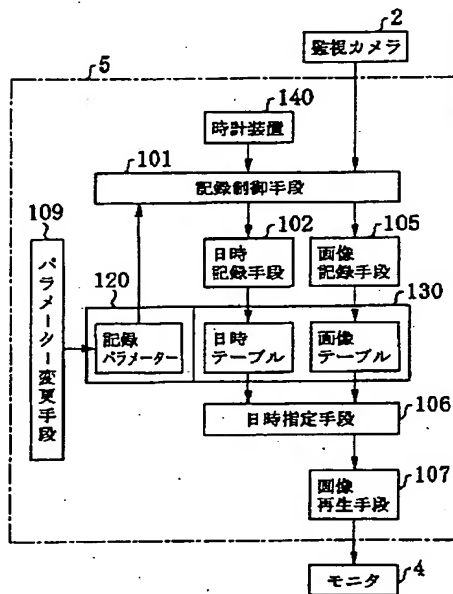 2
監視カメラ
5
140
時計装置
101
記録制御手段
109
パラメーター変更手段
102
日時
記録手段
105
画像
記録手段
120
130
記録
パラメーター
日時
テーブル
画像
テーブル
106
日時指定手段
107
画像
再生手段
4
モニタ